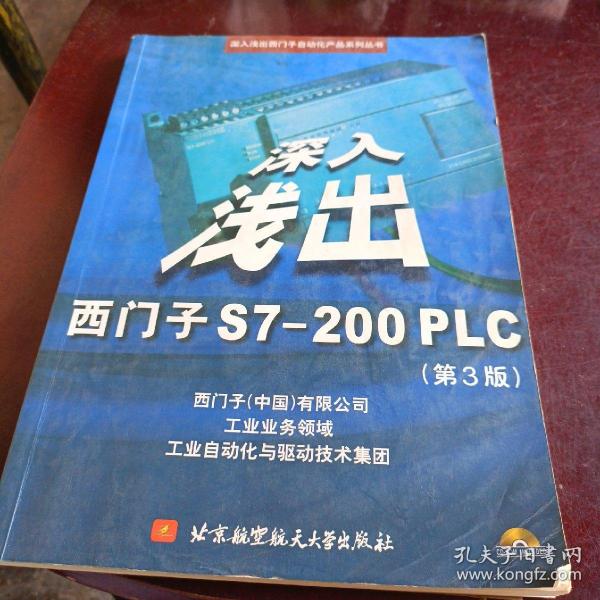 深入浅出西门子自动化产品系列丛书
深入
浅出
西门子 S7-200 PLC
(第3版)
西门子(中国)有限公司
工业业务领域
工业自动化与驱动技术集团
北京航空航天大学出版社
孔夫子旧书网
www.kongfz.com